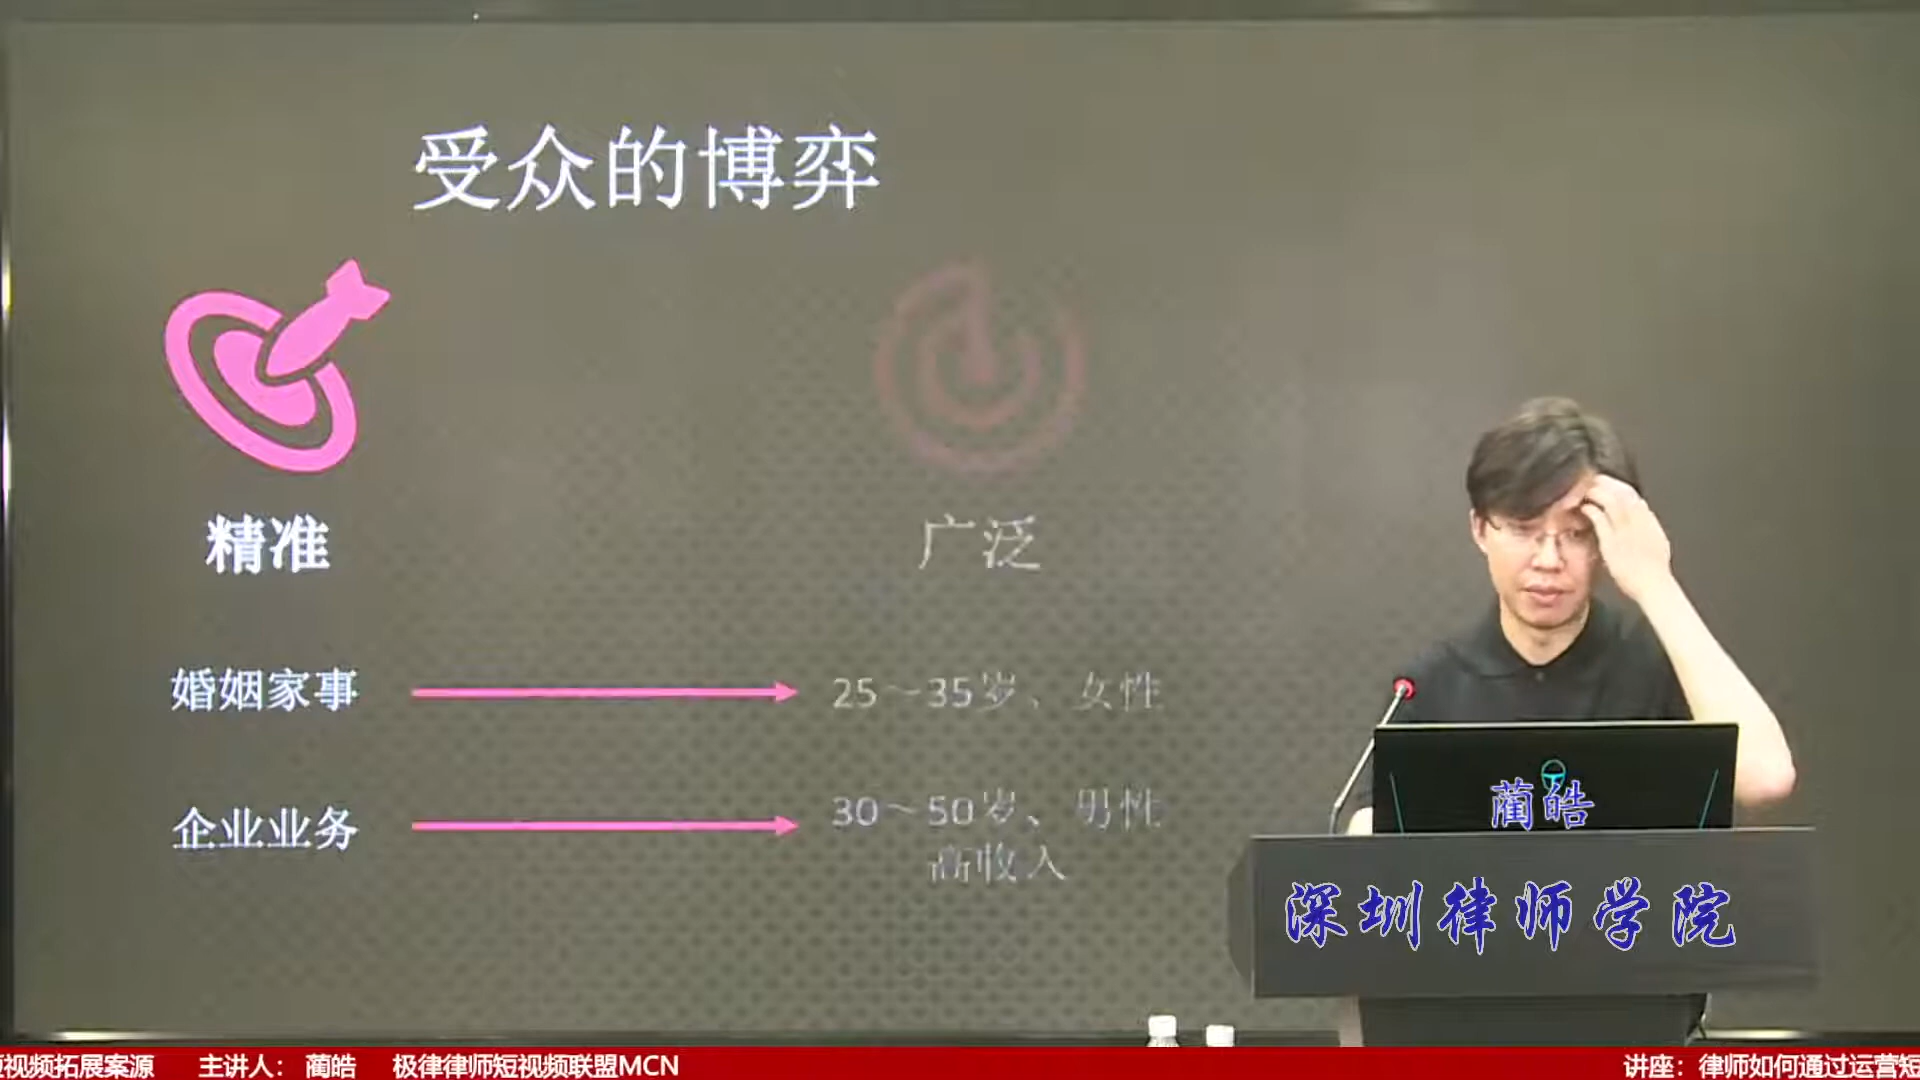 受众的博弈
精准
广泛
婚姻家事
25～35岁、女性
企业业务
30～50岁、男性
高收入
蔺皓
深圳律师学院
短视频拓展案源 主讲人： 蔺皓 极律律师短视频联盟MCN
讲座：律师如何通过运营短